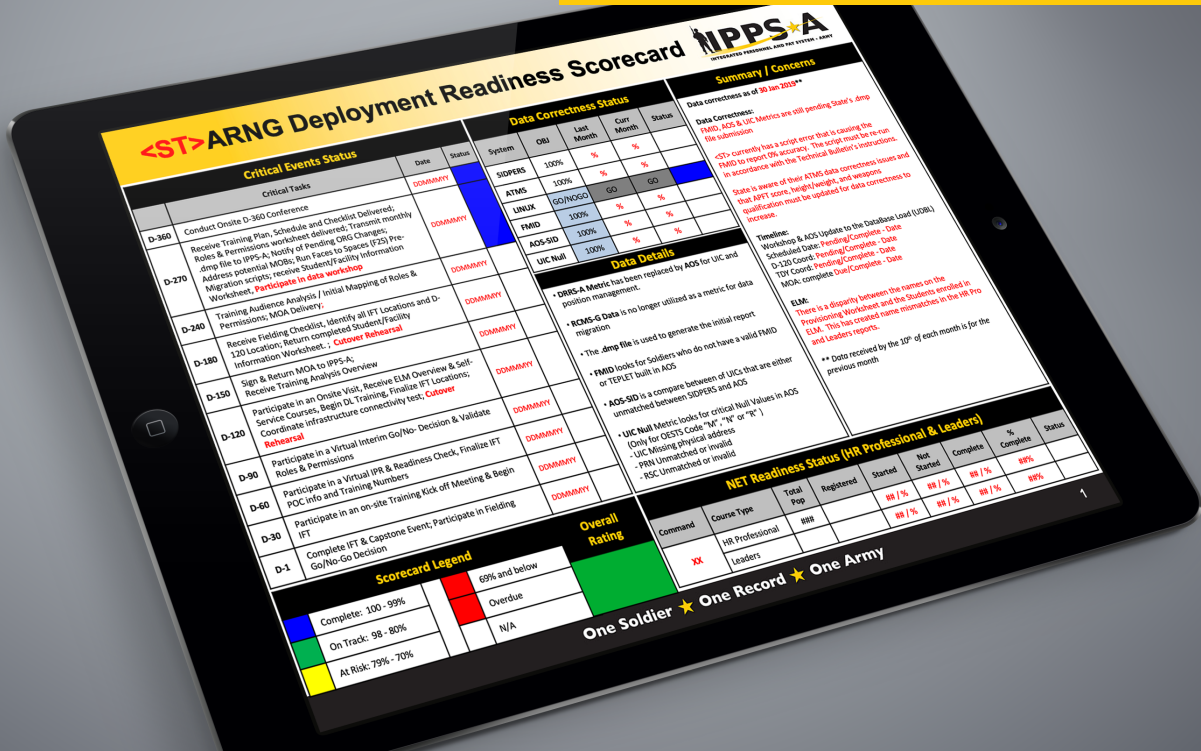 <ST>ARNG Deployment Readiness Scorecard
IPPS-A
INTEGRATED PERSONNEL AND PAY SYSTEM - ARMY
Critical Events Status
Critical Tasks
Date
Status
D-360
Conduct Onsite D-360 Conference
DDMMMYY
D-270
Receive Training Plan, Schedule and Checklist Delivered;
Roles & Permissions worksheet delivered; Transmit monthly
.dmp file to IPPS-A; Notify of Pending ORG Changes;
Address potential MOBs; Run Faces to Spaces (F2S) Pre-
Migration scripts; receive Student/Facility Information
Worksheet, Participate in data workshop
DDMMMYY
D-240
Training Audience Analysis / Initial Mapping of Roles &
Permissions; MOA Delivery;
DDMMMYY
D-180
Receive Fielding Checklist, Identify all IFT Locations and D-
120 Location; Return completed Student/Facility
Information Worksheet. ; Cutover Rehearsal
DDMMMYY
D-150
Sign & Return MOA to IPPS-A;
Receive Training Analysis Overview
DDMMMYY
D-120
Participate in an Onsite Visit, Receive ELM Overview & Self-
Service Courses, Begin DL Training, Finalize IFT Locations;
Coordinate infrastructure connectivity test; Cutover
Rehearsal
DDMMMYY
D-90
Participate in a Virtual Interim Go/No- Decision & Validate
Roles & Permissions
DDMMMYY
D-60
Participate in a Virtual IPR & Readiness Check, Finalize IFT
POC info and Training Numbers
DDMMMYY
D-30
Participate in an on-site Training Kick off Meeting & Begin
IFT
DDMMMYY
D-1
Complete IFT & Capstone Event; Participate in Fielding
Go/No-Go Decision
DDMMMYY
Scorecard Legend
Complete: 100 - 99%
On Track: 98 - 80%
At Risk: 79% - 70%
69% and below
Overdue
N/A
Overall
Rating
Data Correctness Status
System
OBJ
Last
Month
Curr
Month
Status
SIDPERS 100% % %
ATMS 100% % %
LINUX GO/NOGO GO GO
FMID 100% % %
AOS-SID 100% % %
UIC Null 100% % %
Data Details
• DRRS-A Metric has been replaced by AOS for UIC and
position management.
• RCMS-G Data is no longer utilized as a metric for data
migration
• The .dmp file is used to generate the initial report
• FMID looks for Soldiers who do not have a valid FMID
or TEPLET built in AOS
• AOS-SID is a compare between of UICs that are either
unmatched between SIDPERS and AOS
• UIC Null Metric looks for critical Null Values in AOS
(Only for OESTS Code "M" , "N" or "R" )
- UIC Missing physical address
- PRN Unmatched or invalid
- RSC Unmatched or invalid
Summary / Concerns
Data correctness as of 30 Jan 2019**
Data Correctness:
FMID, AOS & UIC Metrics are still pending State's .dmp
file submission
<ST> currently has a script error that is causing the
FMID to report 0% accuracy. The script must be re-run
in accordance with the Technical Bulletin's instructions.
State is aware of their ATMS data correctness issues and
that APFT score, height/weight, and weapons
qualification must be updated for data correctness to
increase.
Timeline:
Workshop & AOS Update to the DataBase Load (UDBL)
Scheduled Date: Pending/Complete - Date
D-120 Coord: Pending/Complete - Date
TDY Coord: Pending/Complete - Date
MOA: complete Due/Complete - Date
ELM:
There is a disparity between the names on the
Provisioning Worksheet and the Students enrolled in
ELM. This has created name mismatches in the HR Pro
and Leaders reports.
** Data received by the 10th of each month is for the
previous month
NET Readiness Status (HR Professional & Leaders)
Command
Course Type
Total
Pop
Registered
Started
Not
Started
Complete
%
Complete
Status
XX
HR Professional ### ## / % ## / % ## / % ##%
Leaders ## / % ## / % ## / % ##%
One Soldier ★ One Record ★ One Army
1